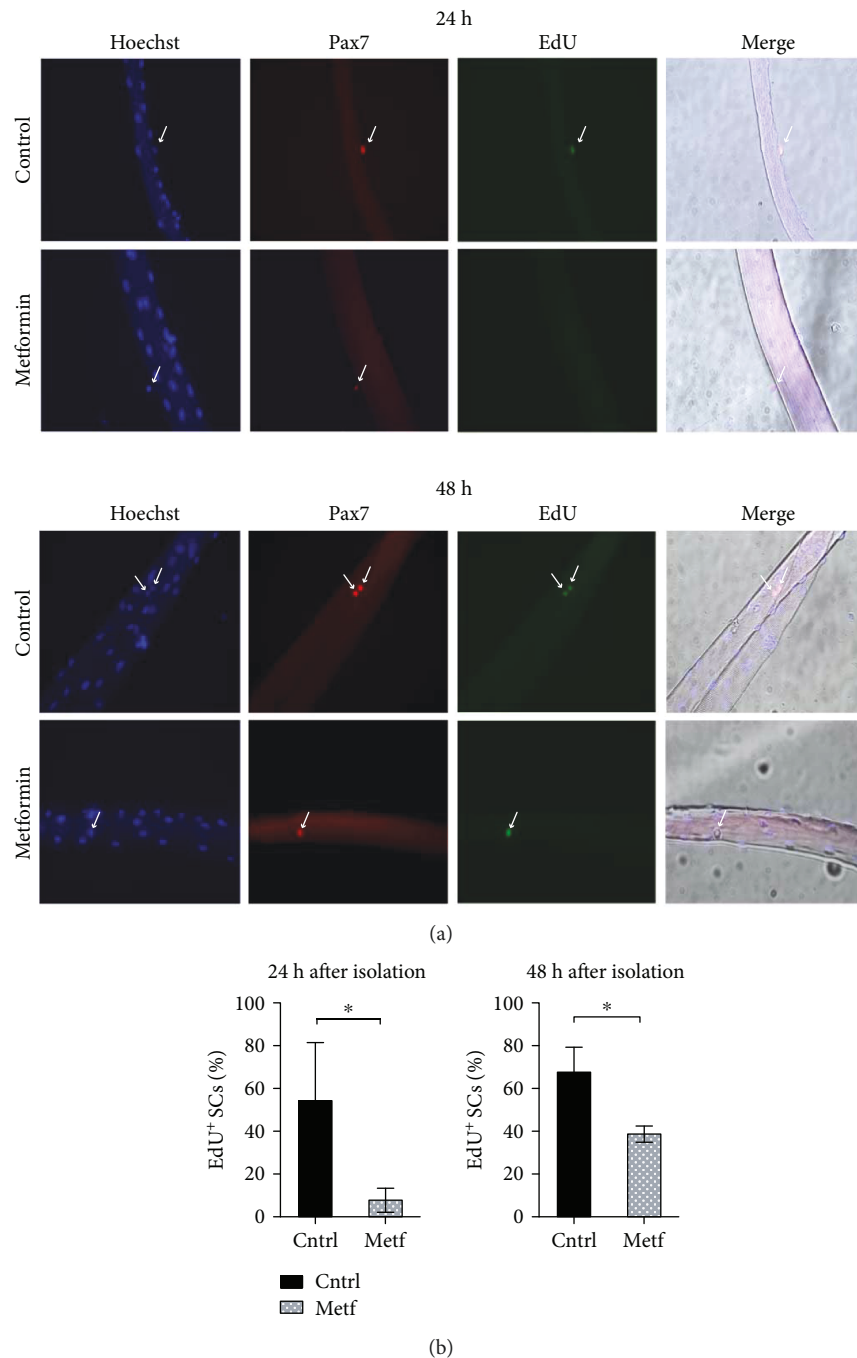 24 h
Hoechst Pax7 EdU Merge
Control
Metformin
48 h
Hoechst Pax7 EdU Merge
Control
Metformin
(a)
24 h after isolation 48 h after isolation
100 100
* *
80 80
60 60
40 40
20 20
0 0
EdU⁺ SCs (%) EdU⁺ SCs (%)
Cntrl Metf Cntrl Metf
Cntrl
Metf
(b)